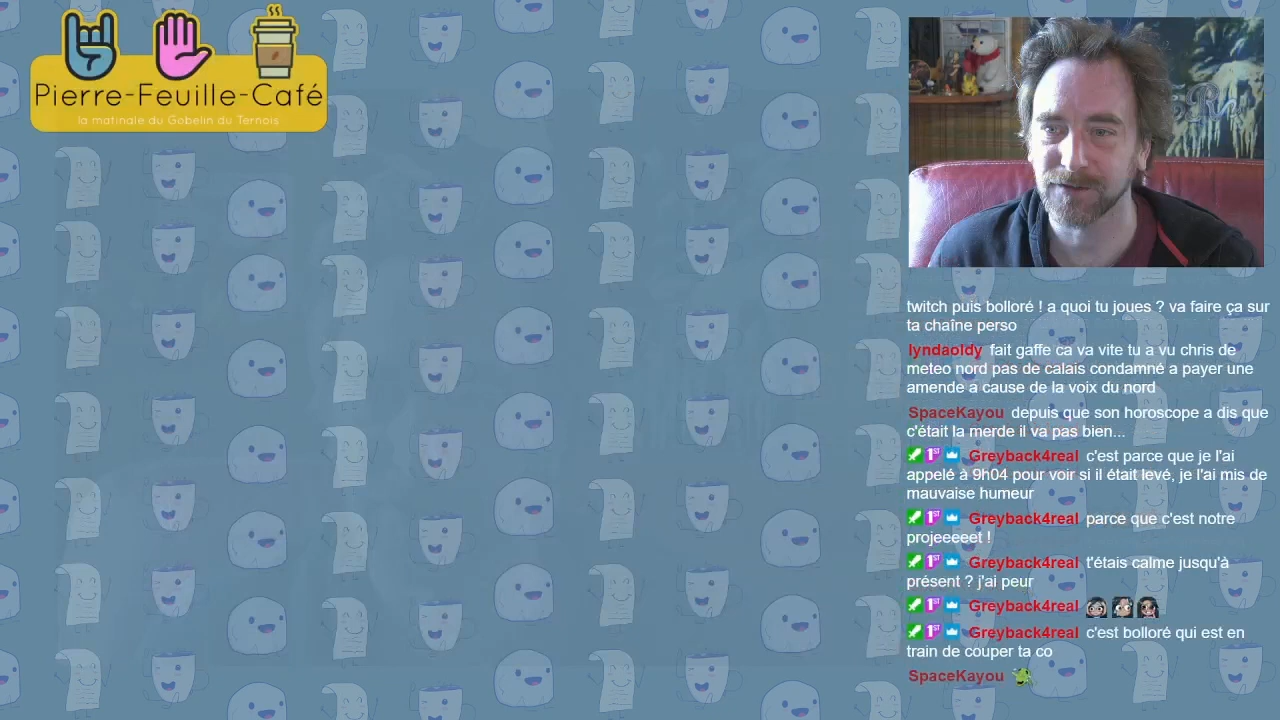 Pierre-Feuille-Café
la matinale du Gobelin du Ternois
twitch puis bolloré ! a quoi tu joues ? va faire ça sur
ta chaîne perso
lyndaoldy fait gaffe ca va vite tu a vu chris de
meteo nord pas de calais condamné a payer une
amende a cause de la voix du nord
SpaceKayou depuis que son horoscope a dis que
c'était la merde il va pas bien...
1ST Greyback4real c'est parce que je l'ai
appelé à 9h04 pour voir si il était levé, je l'ai mis de
mauvaise humeur
1ST Greyback4real parce que c'est notre
projeeeeet !
1ST Greyback4real t'étais calme jusqu'à
présent ? j'ai peur
1ST Greyback4real
1ST Greyback4real c'est bolloré qui est en
train de couper ta co
SpaceKayou